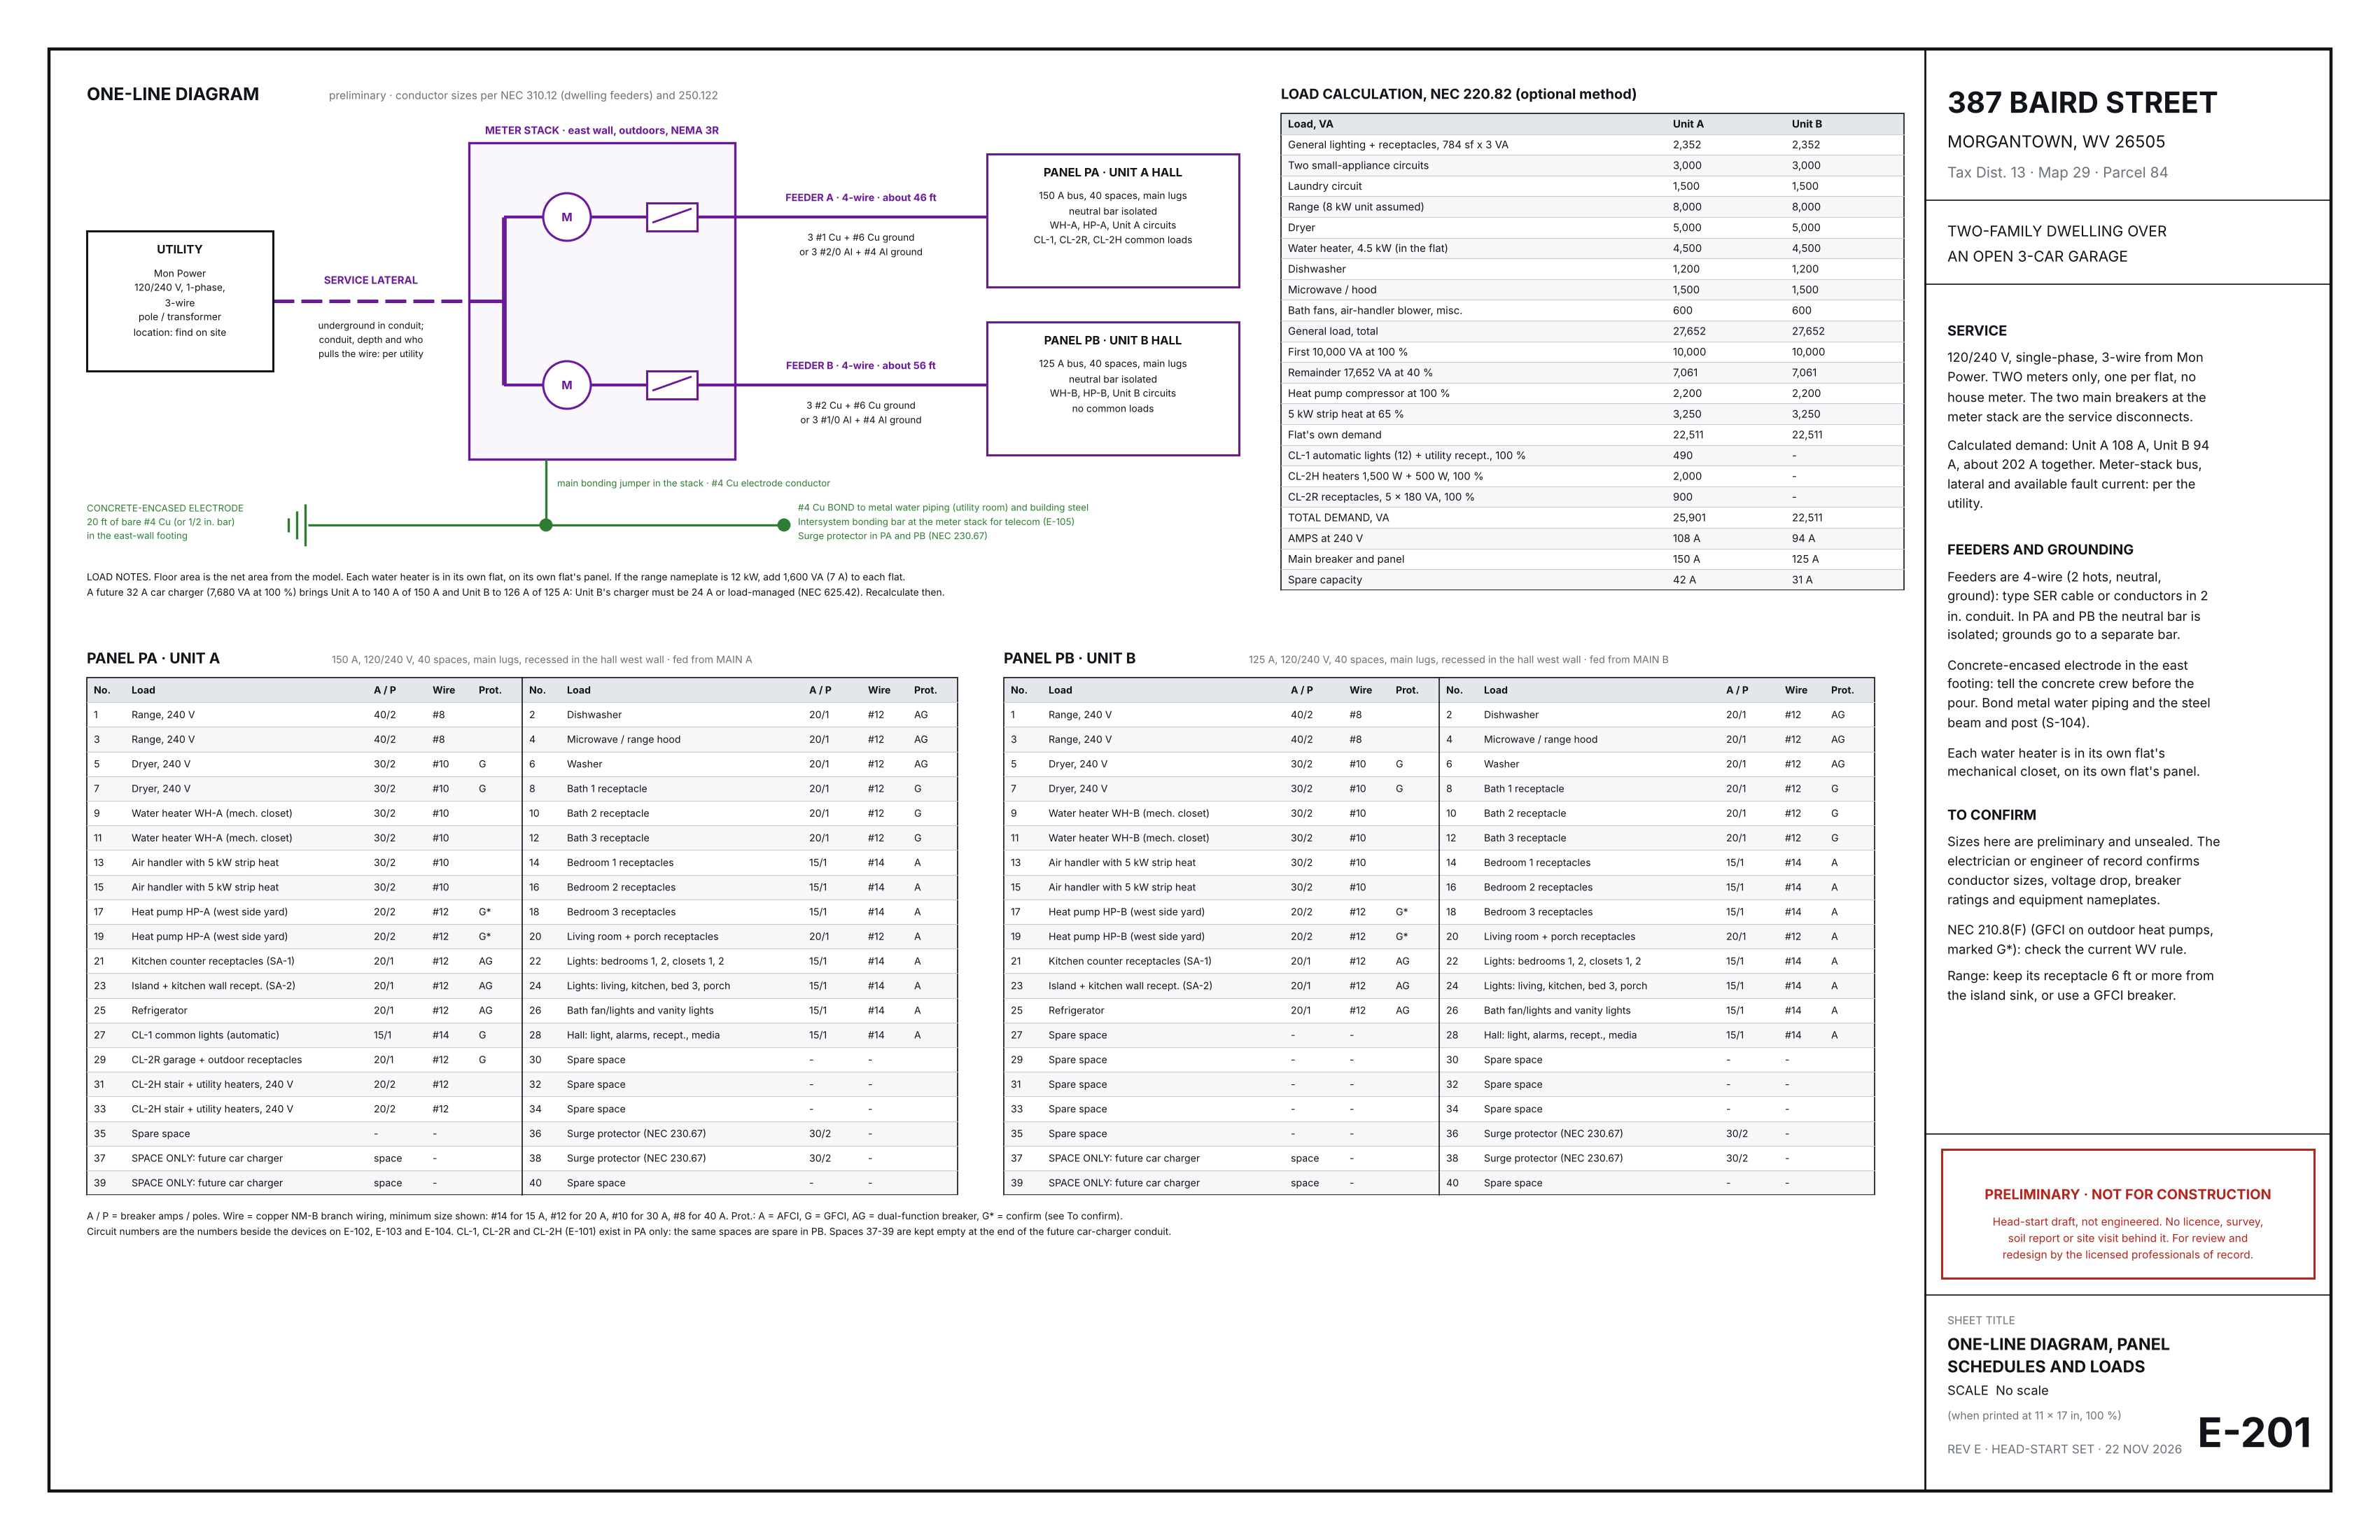 ONE-LINE DIAGRAM
preliminary · conductor sizes per NEC 310.12 (dwelling feeders) and 250.122
METER STACK · east wall, outdoors, NEMA 3R
UTILITY
Mon Power
120/240 V, 1-phase,
3-wire
pole / transformer
location: find on site
SERVICE LATERAL
underground in conduit;
conduit, depth and who
pulls the wire: per utility
M
M
FEEDER A · 4-wire · about 46 ft
3 #1 Cu + #6 Cu ground
or 3 #2/0 Al + #4 Al ground
FEEDER B · 4-wire · about 56 ft
3 #2 Cu + #6 Cu ground
or 3 #1/0 Al + #4 Al ground
PANEL PA · UNIT A HALL
150 A bus, 40 spaces, main lugs
neutral bar isolated
WH-A, HP-A, Unit A circuits
CL-1, CL-2R, CL-2H common loads
PANEL PB · UNIT B HALL
125 A bus, 40 spaces, main lugs
neutral bar isolated
WH-B, HP-B, Unit B circuits
no common loads
main bonding jumper in the stack · #4 Cu electrode conductor
CONCRETE-ENCASED ELECTRODE
20 ft of bare #4 Cu (or 1/2 in. bar)
in the east-wall footing
#4 Cu BOND to metal water piping (utility room) and building steel
Intersystem bonding bar at the meter stack for telecom (E-105)
Surge protector in PA and PB (NEC 230.67)
LOAD NOTES. Floor area is the net area from the model. Each water heater is in its own flat, on its own flat's panel. If the range nameplate is 12 kW, add 1,600 VA (7 A) to each flat.
A future 32 A car charger (7,680 VA at 100 %) brings Unit A to 140 A of 150 A and Unit B to 126 A of 125 A: Unit B's charger must be 24 A or load-managed (NEC 625.42). Recalculate then.
LOAD CALCULATION, NEC 220.82 (optional method)
Load, VA Unit A Unit B
General lighting + receptacles, 784 sf x 3 VA 2,352 2,352
Two small-appliance circuits 3,000 3,000
Laundry circuit 1,500 1,500
Range (8 kW unit assumed) 8,000 8,000
Dryer 5,000 5,000
Water heater, 4.5 kW (in the flat) 4,500 4,500
Dishwasher 1,200 1,200
Microwave / hood 1,500 1,500
Bath fans, air-handler blower, misc. 600 600
General load, total 27,652 27,652
First 10,000 VA at 100 % 10,000 10,000
Remainder 17,652 VA at 40 % 7,061 7,061
Heat pump compressor at 100 % 2,200 2,200
5 kW strip heat at 65 % 3,250 3,250
Flat's own demand 22,511 22,511
CL-1 automatic lights (12) + utility recept., 100 % 490 -
CL-2H heaters 1,500 W + 500 W, 100 % 2,000 -
CL-2R receptacles, 5 × 180 VA, 100 % 900 -
TOTAL DEMAND, VA 25,901 22,511
AMPS at 240 V 108 A 94 A
Main breaker and panel 150 A 125 A
Spare capacity 42 A 31 A
PANEL PA · UNIT A
150 A, 120/240 V, 40 spaces, main lugs, recessed in the hall west wall · fed from MAIN A
No. Load A / P Wire Prot. No. Load A / P Wire Prot.
1 Range, 240 V 40/2 #8 2 Dishwasher 20/1 #12 AG
3 Range, 240 V 40/2 #8 4 Microwave / range hood 20/1 #12 AG
5 Dryer, 240 V 30/2 #10 G 6 Washer 20/1 #12 AG
7 Dryer, 240 V 30/2 #10 G 8 Bath 1 receptacle 20/1 #12 G
9 Water heater WH-A (mech. closet) 30/2 #10 10 Bath 2 receptacle 20/1 #12 G
11 Water heater WH-A (mech. closet) 30/2 #10 12 Bath 3 receptacle 20/1 #12 G
13 Air handler with 5 kW strip heat 30/2 #10 14 Bedroom 1 receptacles 15/1 #14 A
15 Air handler with 5 kW strip heat 30/2 #10 16 Bedroom 2 receptacles 15/1 #14 A
17 Heat pump HP-A (west side yard) 20/2 #12 G* 18 Bedroom 3 receptacles 15/1 #14 A
19 Heat pump HP-A (west side yard) 20/2 #12 G* 20 Living room + porch receptacles 20/1 #12 A
21 Kitchen counter receptacles (SA-1) 20/1 #12 AG 22 Lights: bedrooms 1, 2, closets 1, 2 15/1 #14 A
23 Island + kitchen wall recept. (SA-2) 20/1 #12 AG 24 Lights: living, kitchen, bed 3, porch 15/1 #14 A
25 Refrigerator 20/1 #12 AG 26 Bath fan/lights and vanity lights 15/1 #14 A
27 CL-1 common lights (automatic) 15/1 #14 G 28 Hall: light, alarms, recept., media 15/1 #14 A
29 CL-2R garage + outdoor receptacles 20/1 #12 G 30 Spare space - -
31 CL-2H stair + utility heaters, 240 V 20/2 #12 32 Spare space - -
33 CL-2H stair + utility heaters, 240 V 20/2 #12 34 Spare space - -
35 Spare space - - 36 Surge protector (NEC 230.67) 30/2 -
37 SPACE ONLY: future car charger space - 38 Surge protector (NEC 230.67) 30/2 -
39 SPACE ONLY: future car charger space - 40 Spare space - -
PANEL PB · UNIT B
125 A, 120/240 V, 40 spaces, main lugs, recessed in the hall west wall · fed from MAIN B
No. Load A / P Wire Prot. No. Load A / P Wire Prot.
1 Range, 240 V 40/2 #8 2 Dishwasher 20/1 #12 AG
3 Range, 240 V 40/2 #8 4 Microwave / range hood 20/1 #12 AG
5 Dryer, 240 V 30/2 #10 G 6 Washer 20/1 #12 AG
7 Dryer, 240 V 30/2 #10 G 8 Bath 1 receptacle 20/1 #12 G
9 Water heater WH-B (mech. closet) 30/2 #10 10 Bath 2 receptacle 20/1 #12 G
11 Water heater WH-B (mech. closet) 30/2 #10 12 Bath 3 receptacle 20/1 #12 G
13 Air handler with 5 kW strip heat 30/2 #10 14 Bedroom 1 receptacles 15/1 #14 A
15 Air handler with 5 kW strip heat 30/2 #10 16 Bedroom 2 receptacles 15/1 #14 A
17 Heat pump HP-B (west side yard) 20/2 #12 G* 18 Bedroom 3 receptacles 15/1 #14 A
19 Heat pump HP-B (west side yard) 20/2 #12 G* 20 Living room + porch receptacles 20/1 #12 A
21 Kitchen counter receptacles (SA-1) 20/1 #12 AG 22 Lights: bedrooms 1, 2, closets 1, 2 15/1 #14 A
23 Island + kitchen wall recept. (SA-2) 20/1 #12 AG 24 Lights: living, kitchen, bed 3, porch 15/1 #14 A
25 Refrigerator 20/1 #12 AG 26 Bath fan/lights and vanity lights 15/1 #14 A
27 Spare space - - 28 Hall: light, alarms, recept., media 15/1 #14 A
29 Spare space - - 30 Spare space - -
31 Spare space - - 32 Spare space - -
33 Spare space - - 34 Spare space - -
35 Spare space - - 36 Surge protector (NEC 230.67) 30/2 -
37 SPACE ONLY: future car charger space - 38 Surge protector (NEC 230.67) 30/2 -
39 SPACE ONLY: future car charger space - 40 Spare space - -
A / P = breaker amps / poles. Wire = copper NM-B branch wiring, minimum size shown: #14 for 15 A, #12 for 20 A, #10 for 30 A, #8 for 40 A. Prot.: A = AFCI, G = GFCI, AG = dual-function breaker, G* = confirm (see To confirm).
Circuit numbers are the numbers beside the devices on E-102, E-103 and E-104. CL-1, CL-2R and CL-2H (E-101) exist in PA only: the same spaces are spare in PB. Spaces 37-39 are kept empty at the end of the future car-charger conduit.
387 BAIRD STREET
MORGANTOWN, WV 26505
Tax Dist. 13 · Map 29 · Parcel 84
TWO-FAMILY DWELLING OVER
AN OPEN 3-CAR GARAGE
SERVICE
120/240 V, single-phase, 3-wire from Mon
Power. TWO meters only, one per flat, no
house meter. The two main breakers at the
meter stack are the service disconnects.
Calculated demand: Unit A 108 A, Unit B 94
A, about 202 A together. Meter-stack bus,
lateral and available fault current: per the
utility.
FEEDERS AND GROUNDING
Feeders are 4-wire (2 hots, neutral,
ground): type SER cable or conductors in 2
in. conduit. In PA and PB the neutral bar is
isolated; grounds go to a separate bar.
Concrete-encased electrode in the east
footing: tell the concrete crew before the
pour. Bond metal water piping and the steel
beam and post (S-104).
Each water heater is in its own flat's
mechanical closet, on its own flat's panel.
TO CONFIRM
Sizes here are preliminary and unsealed. The
electrician or engineer of record confirms
conductor sizes, voltage drop, breaker
ratings and equipment nameplates.
NEC 210.8(F) (GFCI on outdoor heat pumps,
marked G*): check the current WV rule.
Range: keep its receptacle 6 ft or more from
the island sink, or use a GFCI breaker.
PRELIMINARY · NOT FOR CONSTRUCTION
Head-start draft, not engineered. No licence, survey,
soil report or site visit behind it. For review and
redesign by the licensed professionals of record.
SHEET TITLE
ONE-LINE DIAGRAM, PANEL
SCHEDULES AND LOADS
SCALE No scale
(when printed at 11 × 17 in, 100 %)
REV E · HEAD-START SET · 22 NOV 2026
E-201